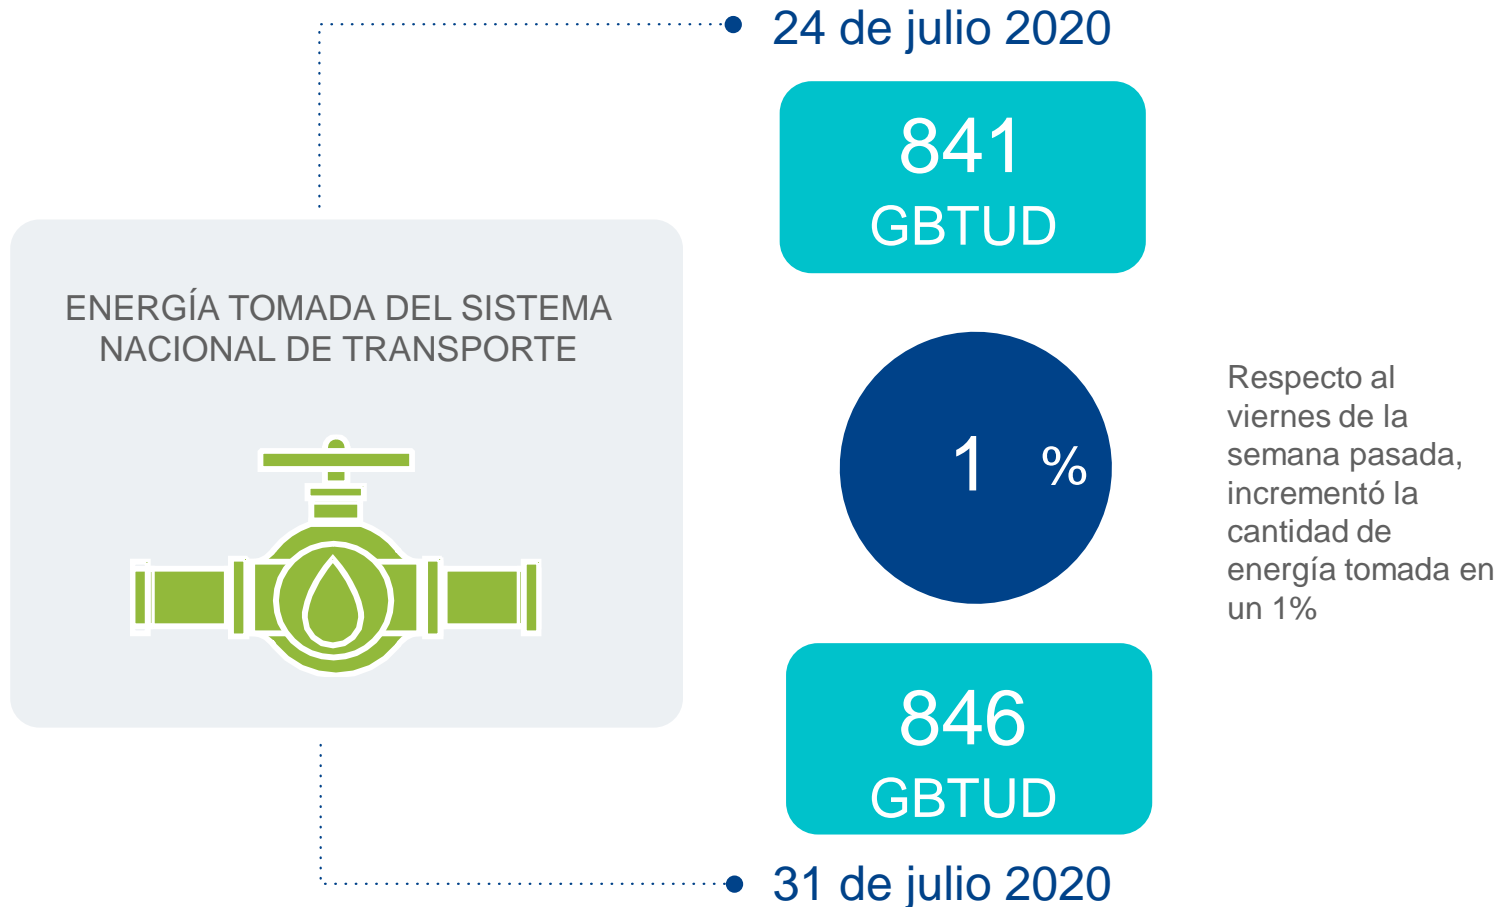 24 de julio 2020
841
GBTUD
ENERGÍA TOMADA DEL SISTEMA
NACIONAL DE TRANSPORTE
1 %
Respecto al
viernes de la
semana pasada,
incrementó la
cantidad de
energía tomada en
un 1%
846
GBTUD
31 de julio 2020